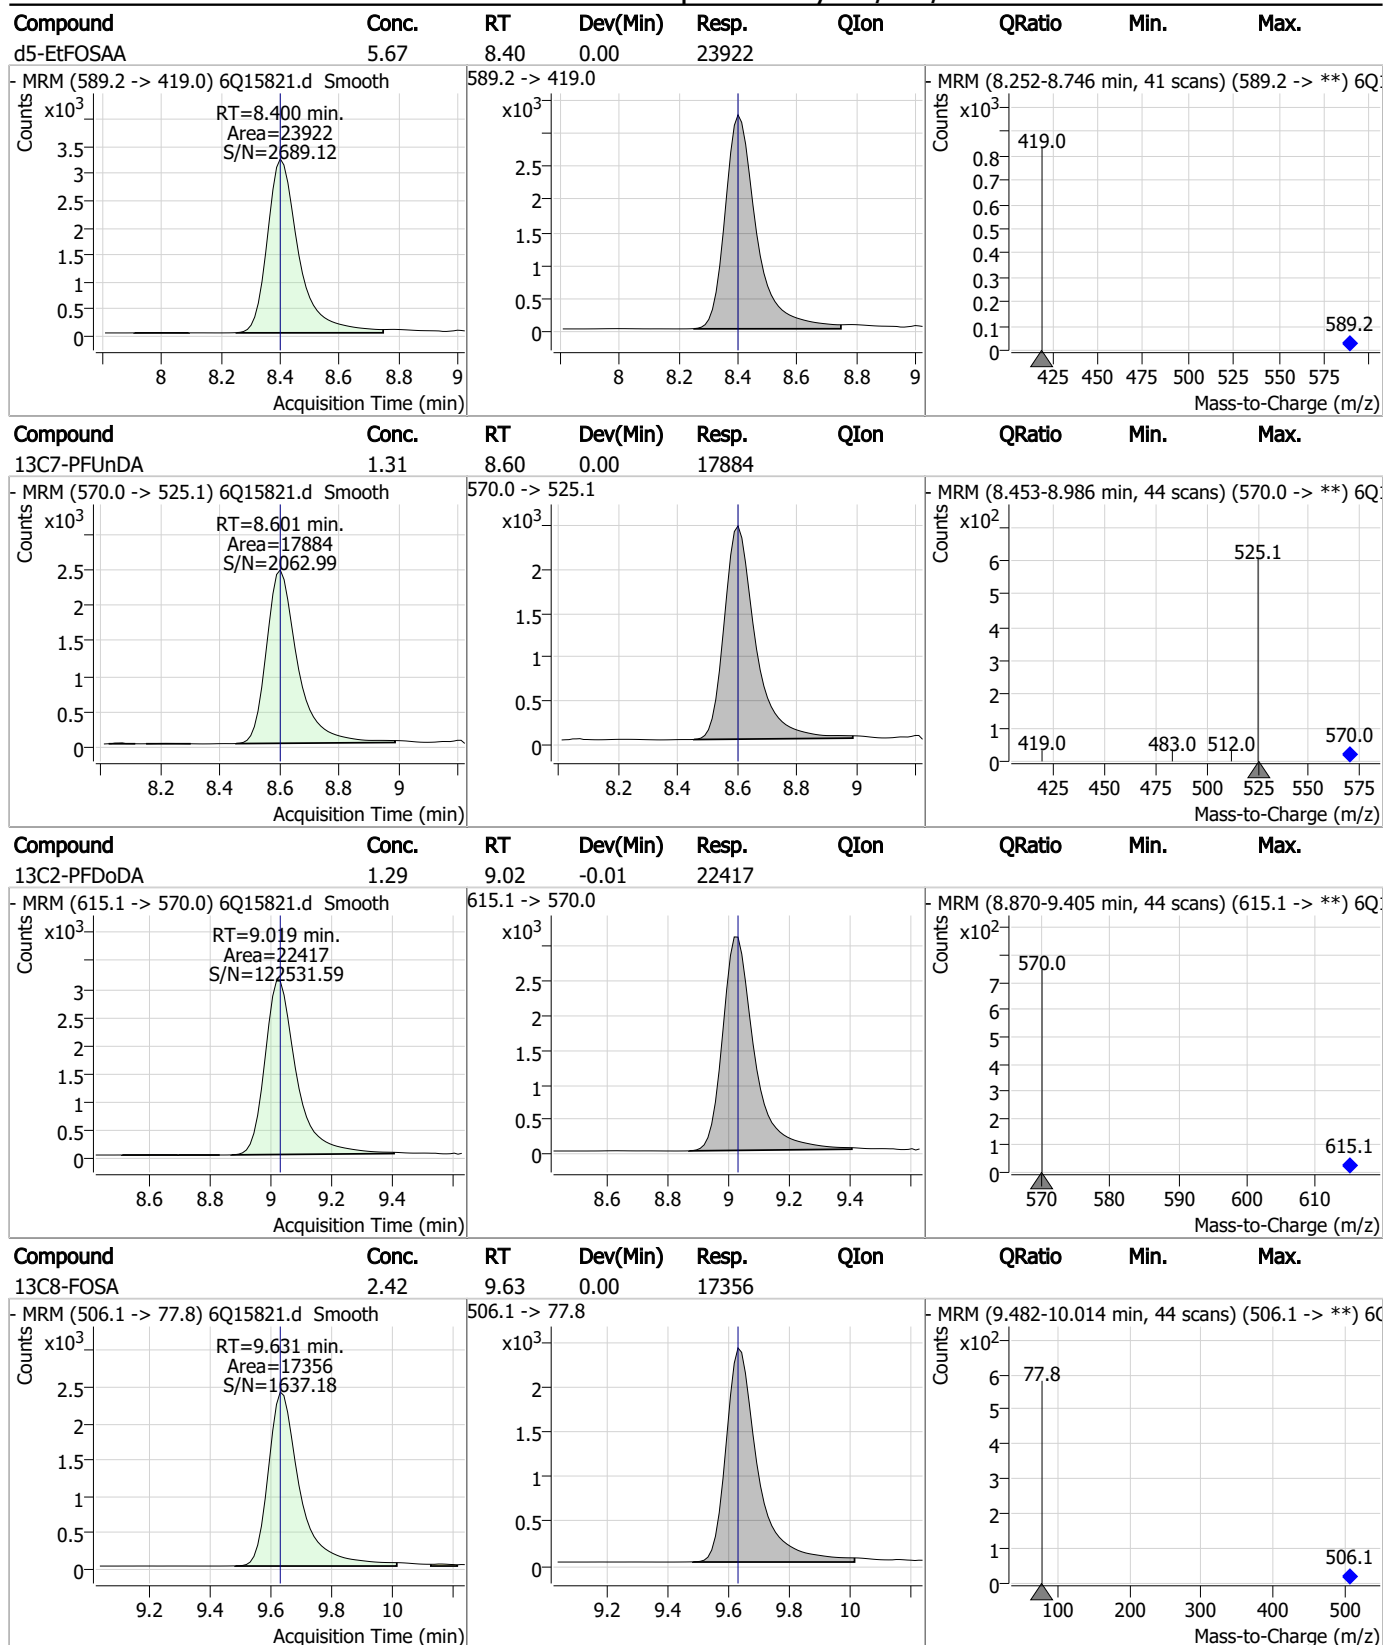 Compound Conc. RT Dev(Min) Resp. QIon QRatio Min. Max.
d5-EtFOSAA 5.67 8.40 0.00 23922
- MRM (589.2 -> 419.0) 6Q15821.d Smooth 589.2 -> 419.0 - MRM (8.252-8.746 min, 41 scans) (589.2 -> **) 6Q1
Counts x10³ x10³ Counts x10³
RT=8.400 min.
Area=23922
S/N=2689.12
3.5 3 2.5 2 1.5 1 0.5 0
2.5 2 1.5 1 0.5 0
419.0
0.8 0.7 0.6 0.5 0.4 0.3 0.2 0.1 0
589.2
8 8.2 8.4 8.6 8.8 9 8 8.2 8.4 8.6 8.8 9 425 450 475 500 525 550 575
Acquisition Time (min) Mass-to-Charge (m/z)
Compound Conc. RT Dev(Min) Resp. QIon QRatio Min. Max.
13C7-PFUnDA 1.31 8.60 0.00 17884
- MRM (570.0 -> 525.1) 6Q15821.d Smooth 570.0 -> 525.1 - MRM (8.453-8.986 min, 44 scans) (570.0 -> **) 6Q1
Counts x10³ x10³ Counts x10²
RT=8.601 min.
Area=17884
S/N=2062.99
2.5 2 1.5 1 0.5 0
2 1.5 1 0.5 0
525.1
6 5 4 3 2 1 0
419.0 483.0 512.0 570.0
8.2 8.4 8.6 8.8 9 8.2 8.4 8.6 8.8 9 425 450 475 500 525 550 575
Acquisition Time (min) Mass-to-Charge (m/z)
Compound Conc. RT Dev(Min) Resp. QIon QRatio Min. Max.
13C2-PFDoDA 1.29 9.02 -0.01 22417
- MRM (615.1 -> 570.0) 6Q15821.d Smooth 615.1 -> 570.0 - MRM (8.870-9.405 min, 44 scans) (615.1 -> **) 6Q1
Counts x10³ x10³ Counts x10²
RT=9.019 min.
Area=22417
S/N=122531.59
3 2.5 2 1.5 1 0.5 0
2.5 2 1.5 1 0.5 0
570.0
7 6 5 4 3 2 1 0
615.1
8.6 8.8 9 9.2 9.4 8.6 8.8 9 9.2 9.4 570 580 590 600 610
Acquisition Time (min) Mass-to-Charge (m/z)
Compound Conc. RT Dev(Min) Resp. QIon QRatio Min. Max.
13C8-FOSA 2.42 9.63 0.00 17356
- MRM (506.1 -> 77.8) 6Q15821.d Smooth 506.1 -> 77.8 - MRM (9.482-10.014 min, 44 scans) (506.1 -> **) 6Q
Counts x10³ x10³ Counts x10²
RT=9.631 min.
Area=17356
S/N=1637.18
2.5 2 1.5 1 0.5 0
2 1.5 1 0.5 0
77.8
6 5 4 3 2 1 0
506.1
9.2 9.4 9.6 9.8 10 9.2 9.4 9.6 9.8 10 100 200 300 400 500
Acquisition Time (min) Mass-to-Charge (m/z)